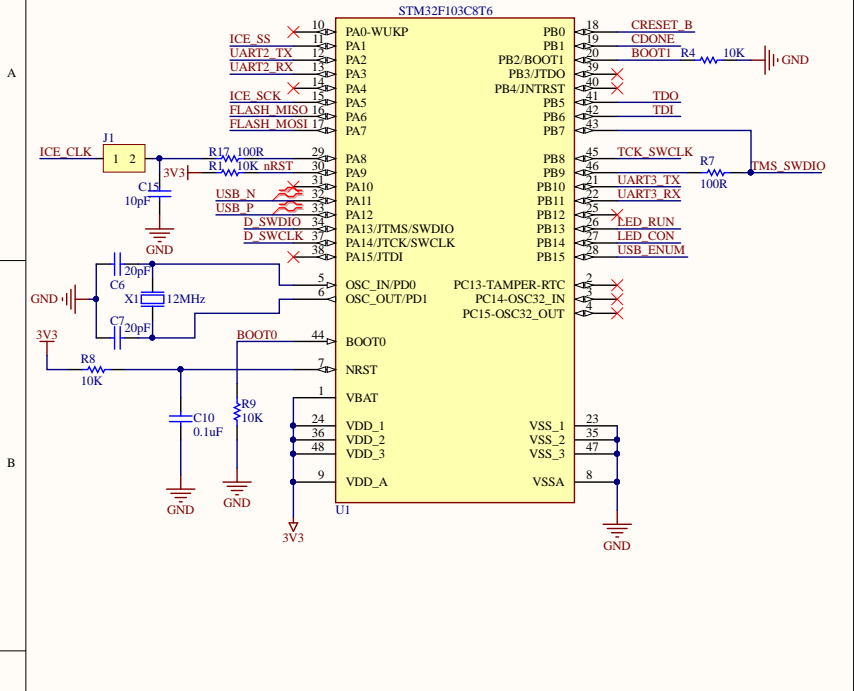 STM32F103C8T6
A
B
10 PA0-WUKP
ICE_SS 11 PA1
UART2_TX 12 PA2
UART2_RX 13 PA3
14 PA4
ICE_SCK 15 PA5
FLASH_MISO 16 PA6
FLASH_MOSI 17 PA7
J1
ICE_CLK 1 2 R17 100R 29 PA8
3V3 R1 10K nRST 30 PA9
C15
10pF
GND
31 PA10
USB_N 32 PA11
USB_P 33 PA12
D_SWDIO 34 PA13/JTMS/SWDIO
D_SWCLK 37 PA14/JTCK/SWCLK
38 PA15/JTDI
20pF
C6
GND X1 12MHz
C7 20pF
5 OSC_IN/PD0
6 OSC_OUT/PD1
3V3
BOOT0 44 BOOT0
R8
10K
7 NRST
R9
10K
C10
0.1uF
GND
GND
1 VBAT
24 VDD_1
36 VDD_2
48 VDD_3
9 VDD_A
3V3
U1
PB0 18 CRESET_B
PB1 19 CDONE
PB2/BOOT1 20 BOOT1 R4 10K GND
PB3/JTDO 39
PB4/JNTRST 40
PB5 41 TDO
PB6 42 TDI
PB7 43
PB8 45 TCK_SWCLK
PB9 46 R7 TMS_SWDIO
100R
PB10 21 UART3_TX
PB11 22 UART3_RX
PB12 25
PB13 26 LED_RUN
PB14 27 LED_CON
PB15 28 USB_ENUM
PC13-TAMPER-RTC 2
PC14-OSC32_IN 3
PC15-OSC32_OUT 4
VSS_1 23
VSS_2 35
VSS_3 47
VSSA 8
GND